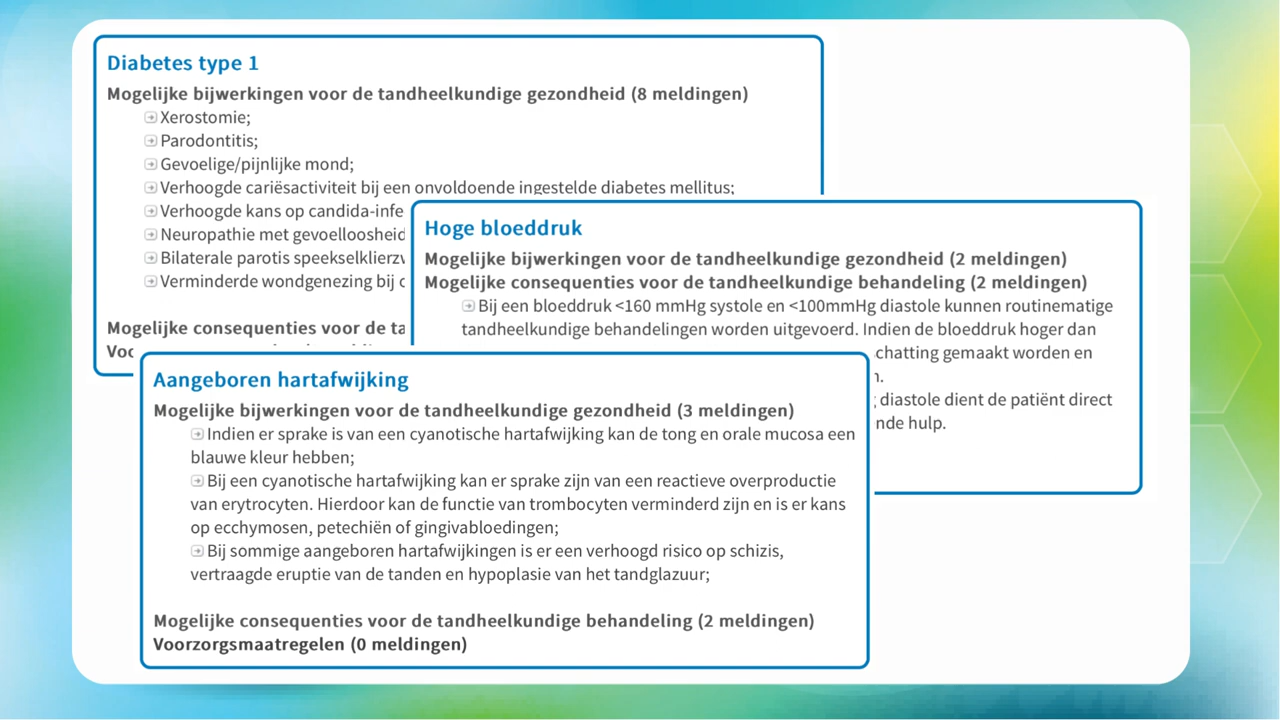 Diabetes type 1
Mogelijke bijwerkingen voor de tandheelkundige gezondheid (8 meldingen)
Xerostomie;
Parodontitis;
Gevoelige/pijnlijke mond;
Verhoogde cariësactiviteit bij een onvoldoende ingestelde diabetes mellitus;
Verhoogde kans op candida-infe
Neuropathie met gevoelloosheid
Bilaterale parotis
Verminderde wondgenezing bij
Mogelijke consequenties voor de ta
Hoge bloeddruk
Mogelijke bijwerkingen voor de tandheelkundige gezondheid (2 meldingen)
Mogelijke consequenties voor de tandheelkundige behandeling (2 meldingen)
Bij een bloeddruk <160 mmHg systole en <100mmHg diastole kunnen routinematige
tandheelkundige behandelingen worden uitgevoerd. Indien de bloeddruk hoger dan
chatting gemaakt worden en
diastole dient de patiënt direct
nde hulp.
Aangeboren hartafwijking
Mogelijke bijwerkingen voor de tandheelkundige gezondheid (3 meldingen)
Indien er sprake is van een cyanotische hartafwijking kan de tong en orale mucosa een
blauwe kleur hebben;
Bij een cyanotische hartafwijking kan er sprake zijn van een reactieve overproductie
van erytrocyten. Hierdoor kan de functie van trombocyten verminderd zijn en is er kans
op ecchymosen, petechiën of gingivabloedingen;
Bij sommige aangeboren hartafwijkingen is er een verhoogd risico op schizis,
vertraagde eruptie van de tanden en hypoplasie van het tandglazuur;
Mogelijke consequenties voor de tandheelkundige behandeling (2 meldingen)
Voorzorgsmaatregelen (0 meldingen)